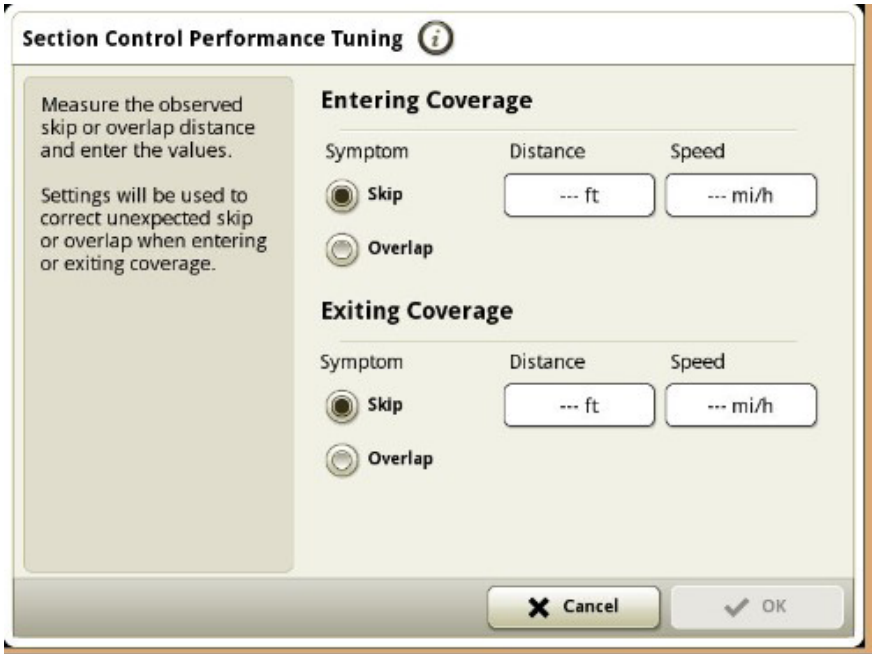 Section Control Performance Tuning i
Measure the observed
skip or overlap distance
and enter the values.
Settings will be used to
correct unexpected skip
or overlap when entering
or exiting coverage.
Entering Coverage
Symptom Distance Speed
Skip --- ft --- mi/h
Overlap
Exiting Coverage
Symptom Distance Speed
Skip --- ft --- mi/h
Overlap
Cancel OK